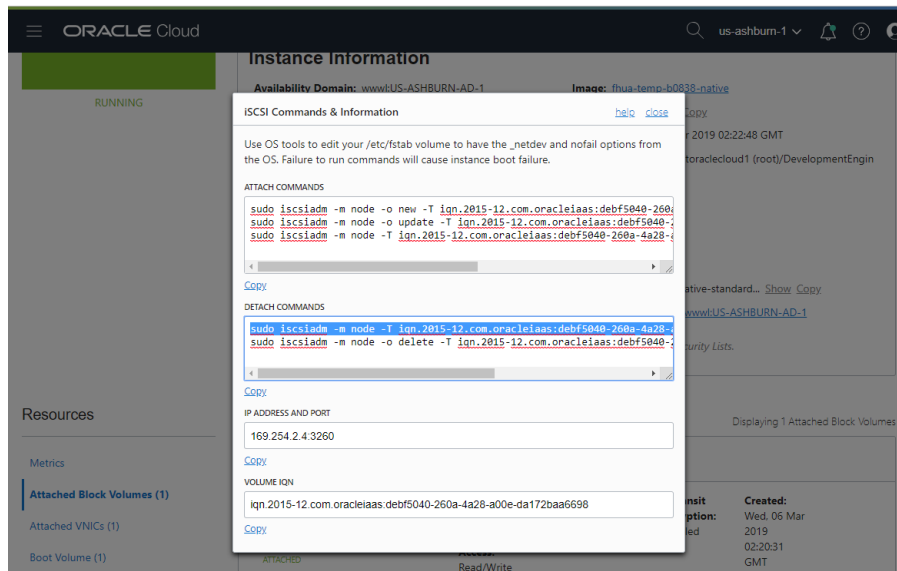 ORACLE Cloud
us-ashburn-1
Instance Information
Availability Domain: wwwl:US-ASHBURN-AD-1
Image: fhua-temp-b0838-native
RUNNING
iSCSI Commands & Information
help close
Copy
Use OS tools to edit your /etc/fstab volume to have the _netdev and nofail options from
the OS. Failure to run commands will cause instance boot failure.
2019 02:22:48 GMT
toraclecloud1 (root)/DevelopmentEngin
ATTACH COMMANDS
sudo iscsiadm -m node -o new -T iqn.2015-12.com.oracleiaas:debf5040-260a
sudo iscsiadm -m node -o update -T iqn.2015-12.com.oracleiaas:debf5040-2
sudo iscsiadm -m node -T iqn.2015-12.com.oracleiaas:debf5040-260a-4a28-a
Copy
ative-standard... Show Copy
DETACH COMMANDS
wwwl:US-ASHBURN-AD-1
sudo iscsiadm -m node -T iqn.2015-12.com.oracleiaas:debf5040-260a-4a28-a
sudo iscsiadm -m node -o delete -T iqn.2015-12.com.oracleiaas:debf5040-2
curity Lists.
Copy
IP ADDRESS AND PORT
169.254.2.4:3260
Copy
VOLUME IQN
iqn.2015-12.com.oracleiaas:debf5040-260a-4a28-a00e-da172baa6698
Copy
Resources
Displaying 1 Attached Block Volumes
Metrics
Attached Block Volumes (1)
Attached VNICs (1)
Boot Volume (1)
nsit
ption:
led
Created:
Wed, 06 Mar
2019
02:20:31
GMT
ATTACHED
Access:
Read/Write